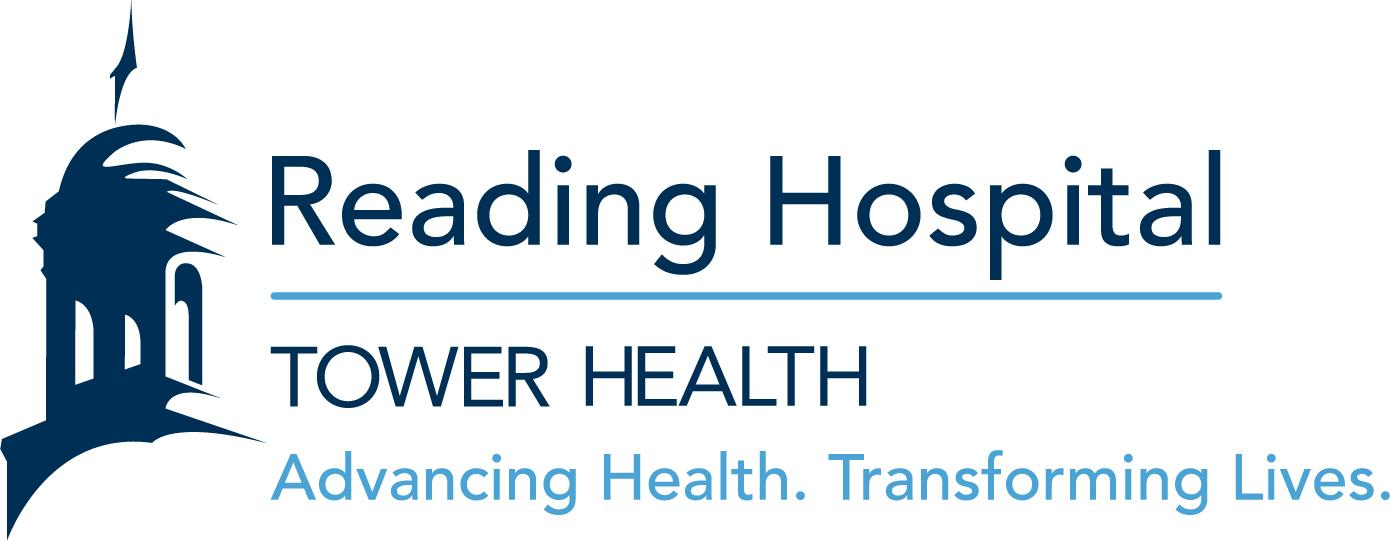 Reading Hospital
TOWER HEALTH
Advancing Health. Transforming Lives.